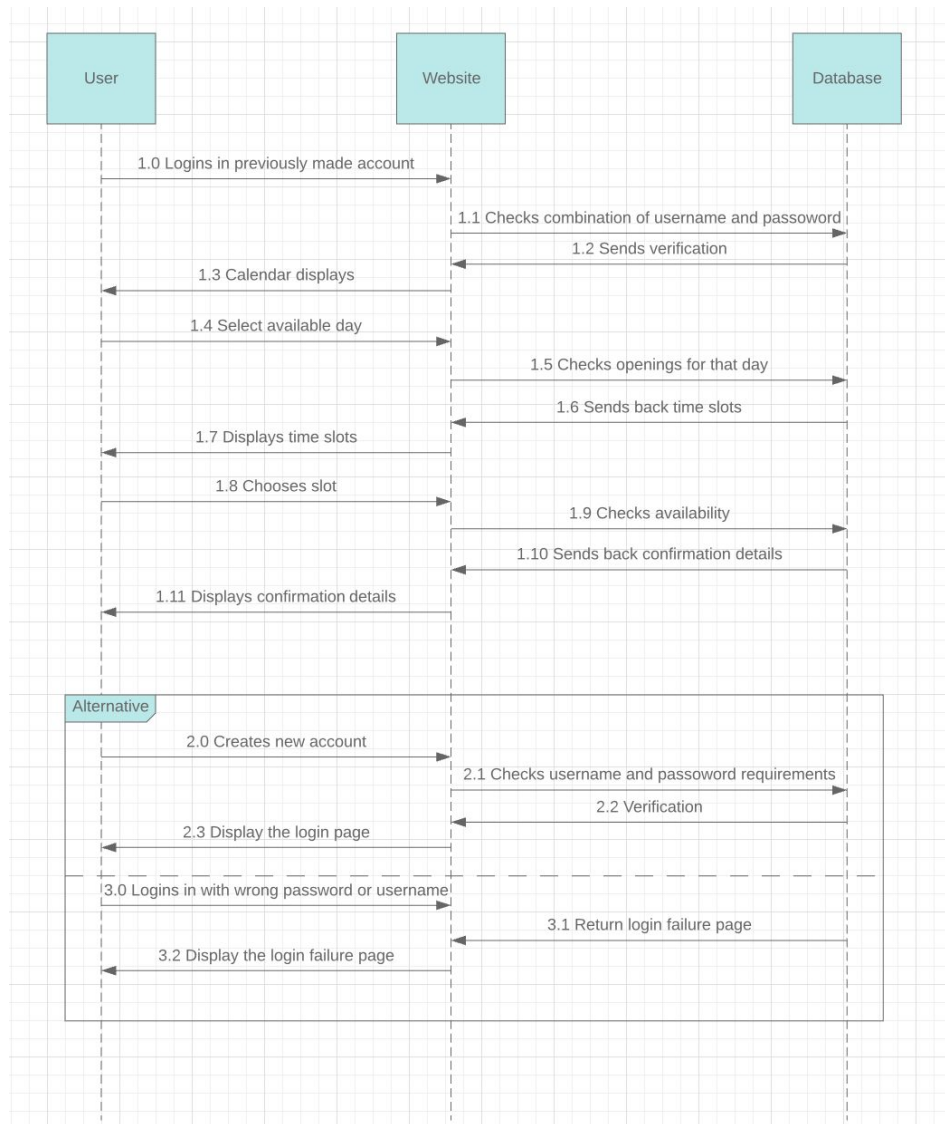 User
Website
Database
1.0 Logins in previously made account
1.1 Checks combination of username and passoword
1.2 Sends verification
1.3 Calendar displays
1.4 Select available day
1.5 Checks openings for that day
1.6 Sends back time slots
1.7 Displays time slots
1.8 Chooses slot
1.9 Checks availability
1.10 Sends back confirmation details
1.11 Displays confirmation details
Alternative
2.0 Creates new account
2.1 Checks username and passoword requirements
2.2 Verification
2.3 Display the login page
3.0 Logins in with wrong password or username
3.1 Return login failure page
3.2 Display the login failure page